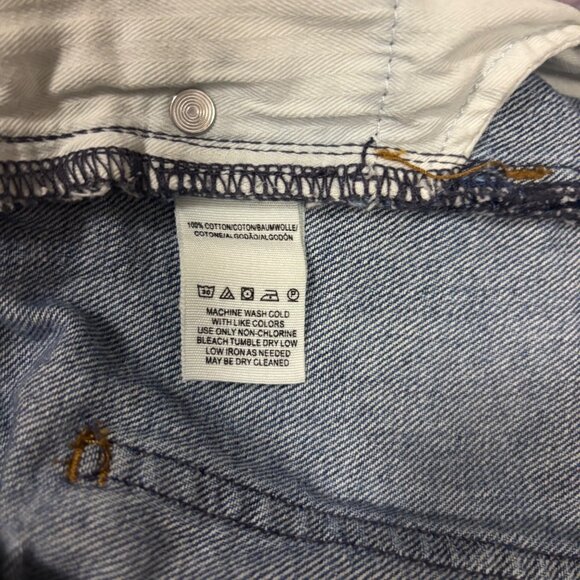 100% COTTON/COTON/BAUMWOLLE/
COTONE/ALGODÃO/ALGODÓN
30 P
MACHINE WASH COLD
WITH LIKE COLORS
USE ONLY NON-CHLORINE
BLEACH TUMBLE DRY LOW
LOW IRON AS NEEDED
MAY BE DRY CLEANED